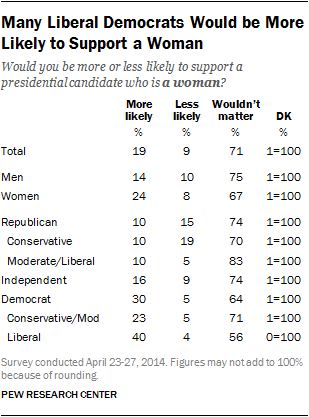 Many Liberal Democrats Would be More
Likely to Support a Woman
Would you be more or less likely to support a
presidential candidate who is a woman?
More likely Less likely Wouldn't matter DK
% % % %
Total 19 9 71 1=100
Men 14 10 75 1=100
Women 24 8 67 1=100
Republican 10 15 74 1=100
Conservative 10 19 70 1=100
Moderate/Liberal 10 5 83 1=100
Independent 16 9 74 1=100
Democrat 30 5 64 1=100
Conservative/Mod 23 5 71 1=100
Liberal 40 4 56 0=100
Survey conducted April 23-27, 2014. Figures may not add to 100%
because of rounding.
PEW RESEARCH CENTER